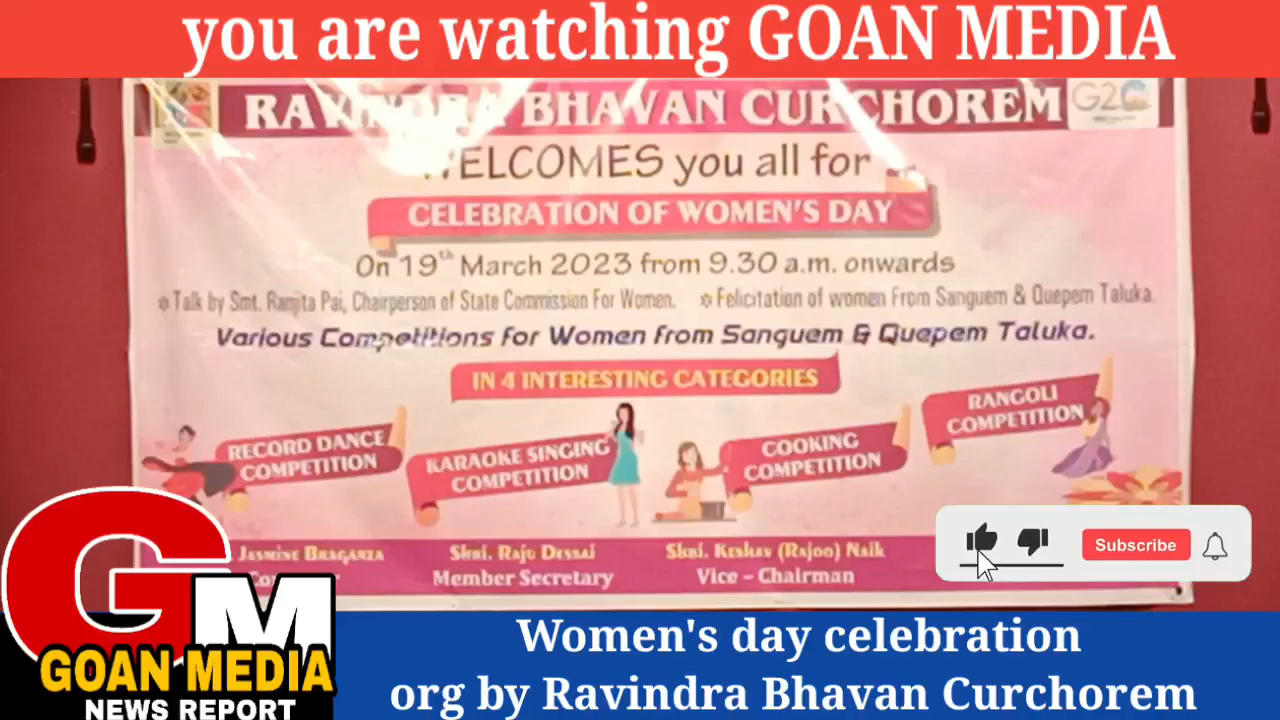 you are watching GOAN MEDIA
RAVINDRA BHAVAN CURCHOREM
G20
WELCOMES you all for
CELEBRATION OF WOMEN'S DAY
On 19th March 2023 from 9.30 a.m. onwards
Talk by Smt. Ranjita Pai, Chairperson of State Commission For Women. Felicitation of women From Sanguem & Quepem Taluka.
Various Competitions for Women from Sanguem & Quepem Taluka.
IN 4 INTERESTING CATEGORIES
RECORD DANCE
COMPETITION
KARAOKE SINGING
COMPETITION
COOKING
COMPETITION
RANGOLI
COMPETITION
Jasmine Braganza Shri. Raju Dessai Shri. Keshav (Rajoo) Naik
Member Secretary Vice - Chairman
Subscribe
GM
GOAN MEDIA
NEWS REPORT
Women's day celebration
org by Ravindra Bhavan Curchorem